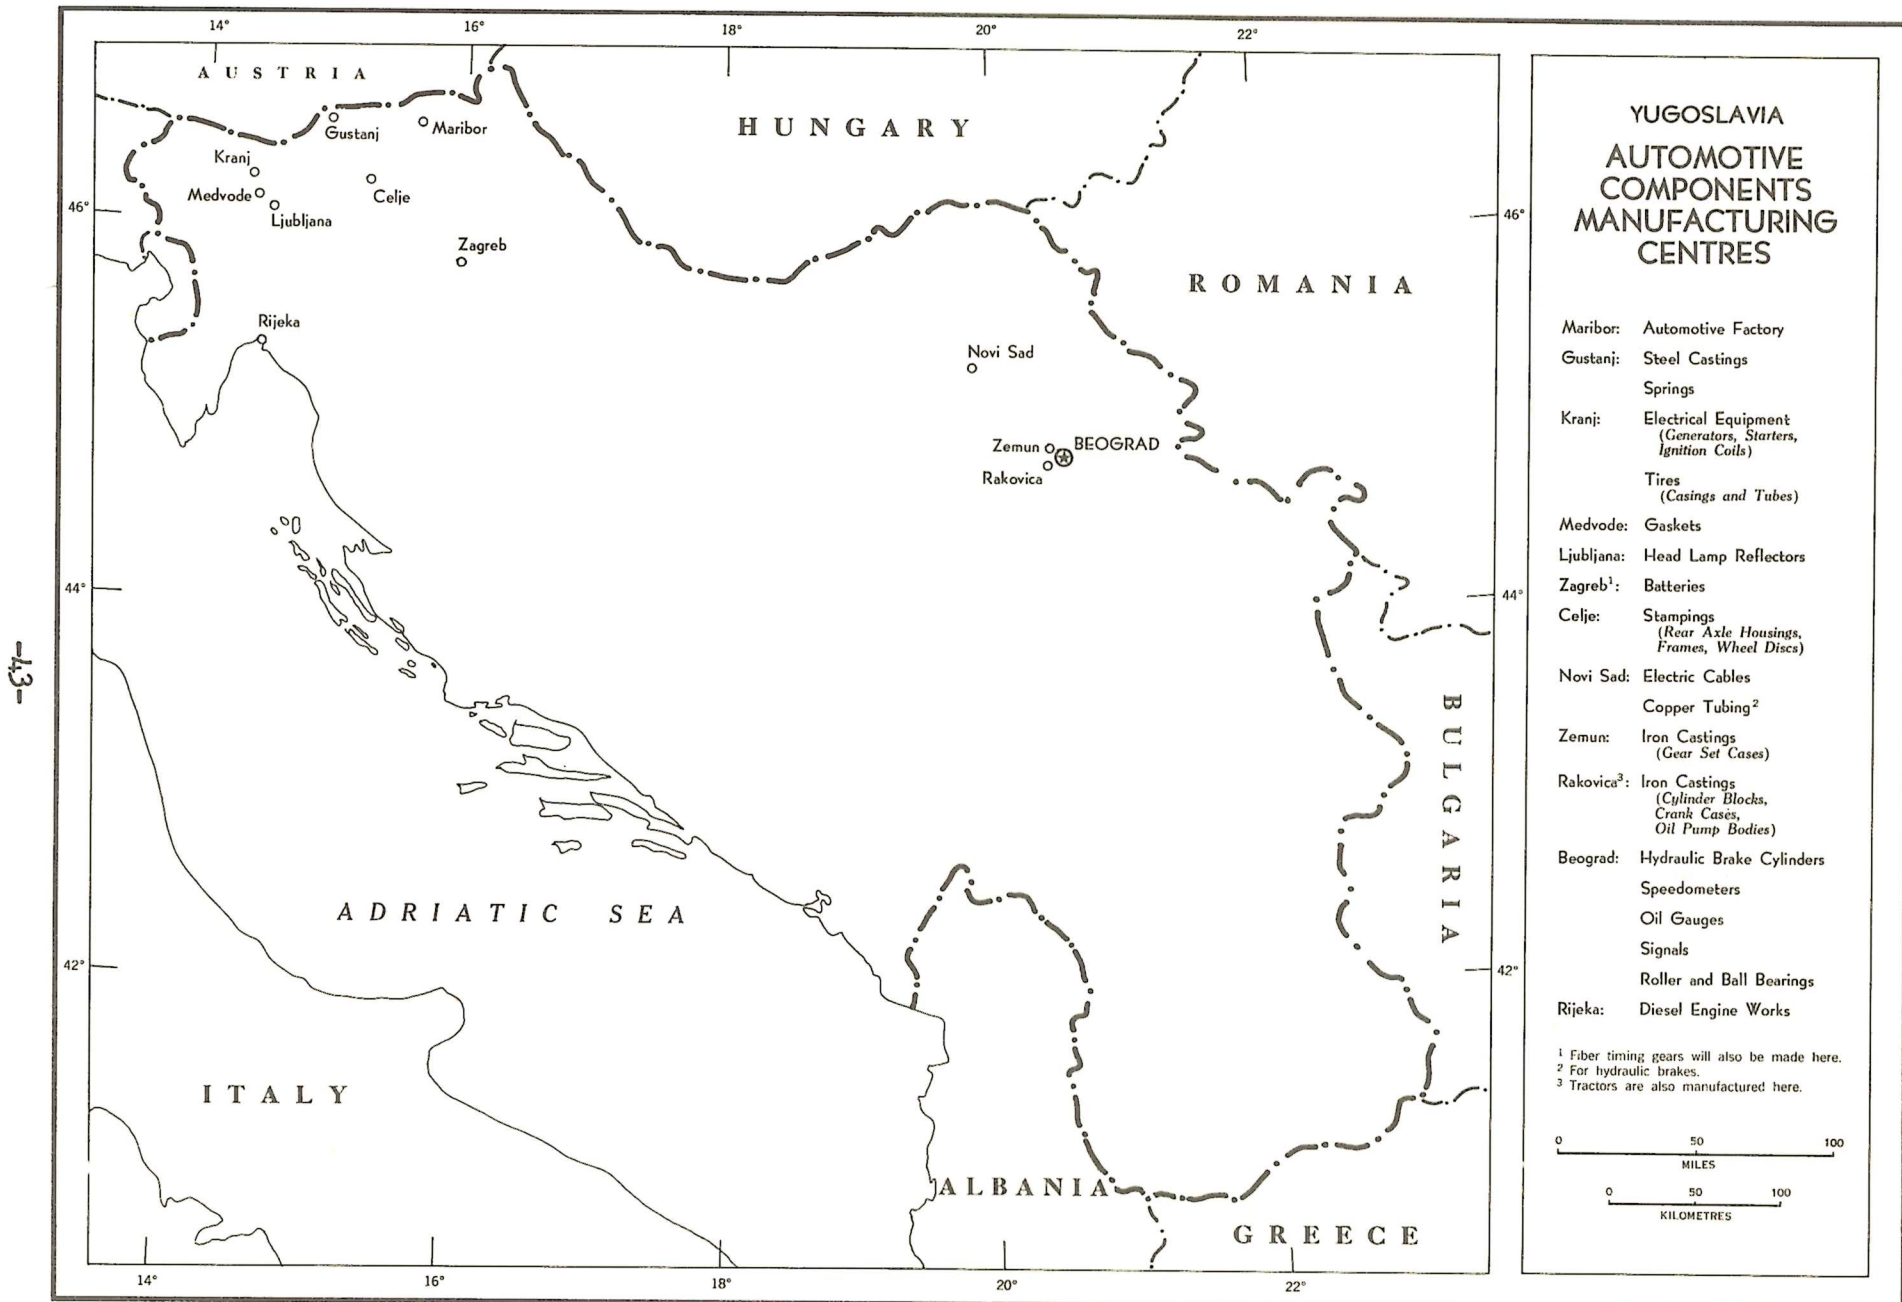 14°
16°
18°
20°
22°
AUSTRIA
HUNGARY
Gustanj
Maribor
Kranj
Medvode
Ljubljana
Celje
Zagreb
46°
46°
ROMANIA
Rijeka
Novi Sad
Zemun
BEOGRAD
Rakovica
44°
44°
BULGARIA
ADRIATIC SEA
42°
42°
ITALY
ALBANIA
GREECE
14°
16°
18°
20°
22°
-43-
YUGOSLAVIA
AUTOMOTIVE
COMPONENTS
MANUFACTURING
CENTRES
Maribor: Automotive Factory
Gustanj: Steel Castings
Springs
Kranj: Electrical Equipment
(Generators, Starters,
Ignition Coils)
Tires
(Casings and Tubes)
Medvode: Gaskets
Ljubljana: Head Lamp Reflectors
Zagreb¹: Batteries
Celje: Stampings
(Rear Axle Housings,
Frames, Wheel Discs)
Novi Sad: Electric Cables
Copper Tubing²
Zemun: Iron Castings
(Gear Set Cases)
Rakovica³: Iron Castings
(Cylinder Blocks,
Crank Cases,
Oil Pump Bodies)
Beograd: Hydraulic Brake Cylinders
Speedometers
Oil Gauges
Signals
Roller and Ball Bearings
Rijeka: Diesel Engine Works
¹ Fiber timing gears will also be made here.
² For hydraulic brakes.
³ Tractors are also manufactured here.
0 50 100
MILES
0 50 100
KILOMETRES